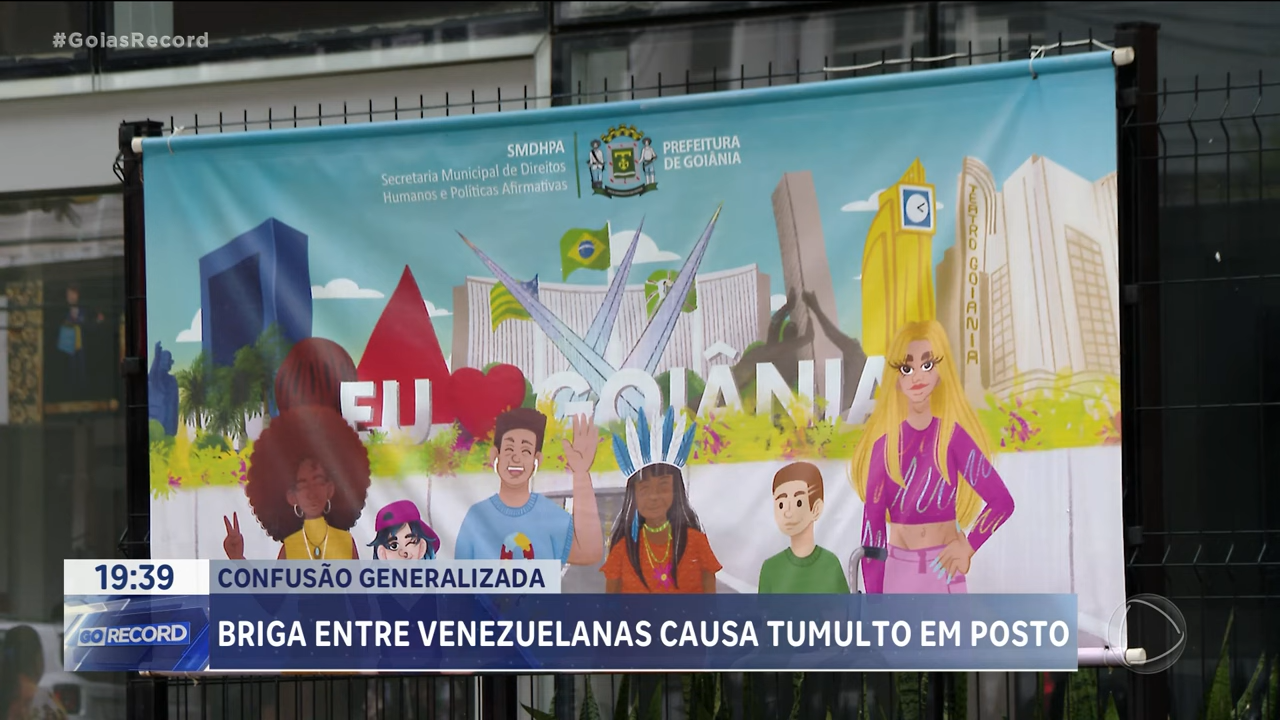 #GoiasRecord
SMDHPA
Secretaria Municipal de Direitos
Humanos e Políticas Afirmativas
PREFEITURA
DE GOIÂNIA
TEATRO GOIANIA
EU GOIÂNIA
19:39
CONFUSÃO GENERALIZADA
GO RECORD
BRIGA ENTRE VENEZUELANAS CAUSA TUMULTO EM POSTO